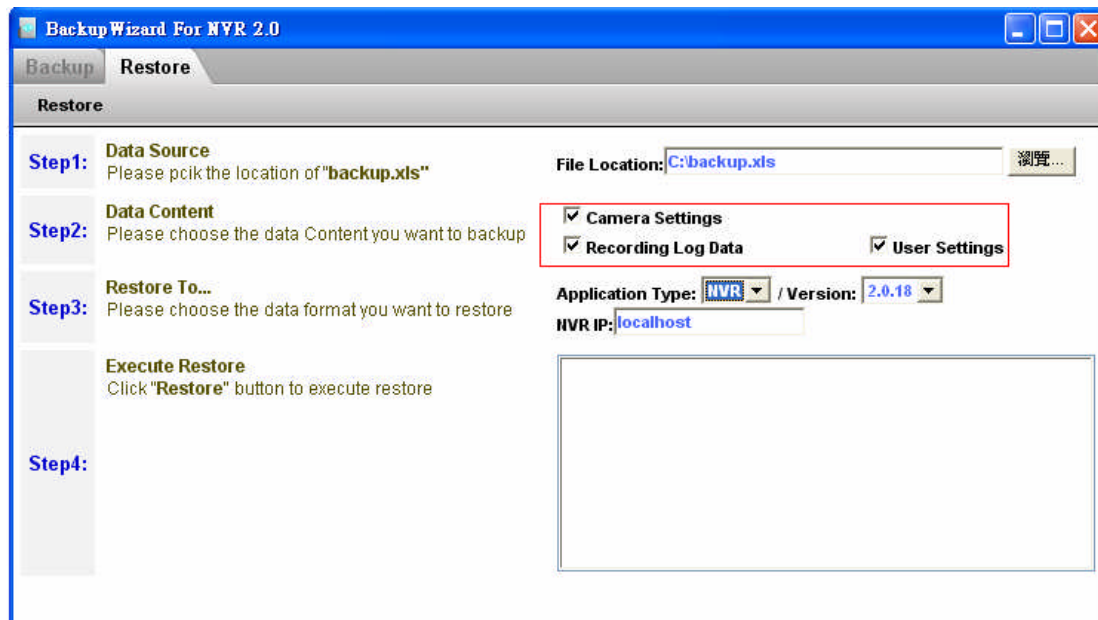 BackupWizard For NVR 2.0
Backup Restore
Restore
Step1:
Data Source
Please pcik the location of "backup.xls"
File Location: C:\backup.xls 瀏覽...
Step2:
Data Content
Please choose the data Content you want to backup
Camera Settings
Recording Log Data User Settings
Step3:
Restore To...
Please choose the data format you want to restore
Application Type: NVR / Version: 2.0.18
NVR IP: localhost
Step4:
Execute Restore
Click "Restore" button to execute restore